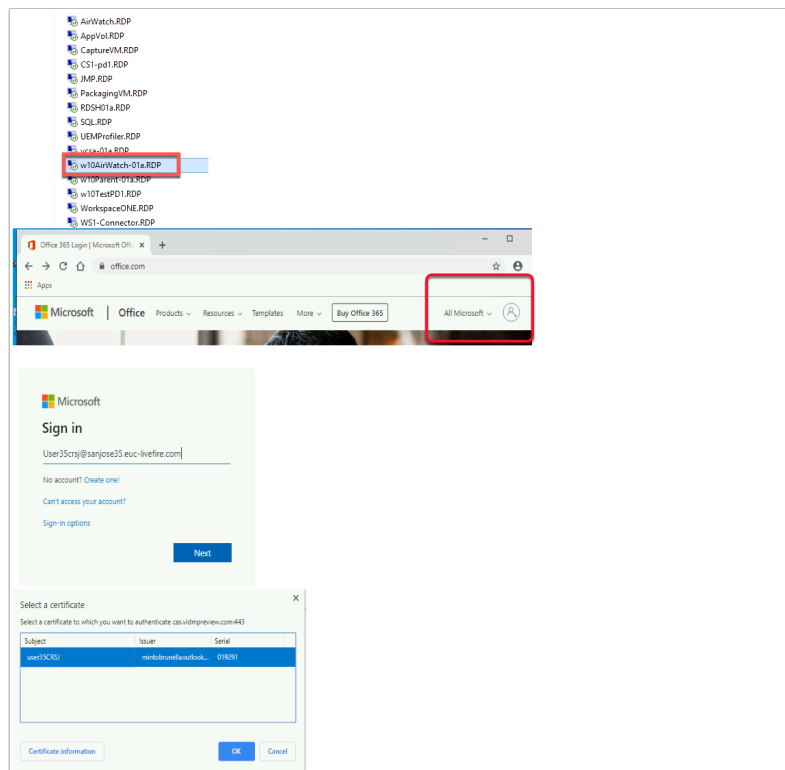 AirWatch.RDP
AppVol.RDP
CaptureVM.RDP
CS1-pd1.RDP
JMP.RDP
PackagingVM.RDP
RDSH01a.RDP
SQL.RDP
UEMProfiler.RDP
vcsa-01a.RDP
w10AirWatch-01a.RDP
w10Parent-01a.RDP
w10TestPD1.RDP
WorkspaceONE.RDP
WS1-Connector.RDP
Office 365 Login | Microsoft Offic
office.com
Apps
Microsoft | Office Products Resources Templates More Buy Office 365 All Microsoft
Microsoft
Sign in
User35crsj@sanjose35.euc-livefire.com
No account? Create one!
Can't access your account?
Sign-in options
Next
Select a certificate
Select a certificate to which you want to authenticate cas.vidmpreview.com:443
Subject Issuer Serial
user35CRSJ mintobrunellaoutlook... 019291
Certificate information OK Cancel